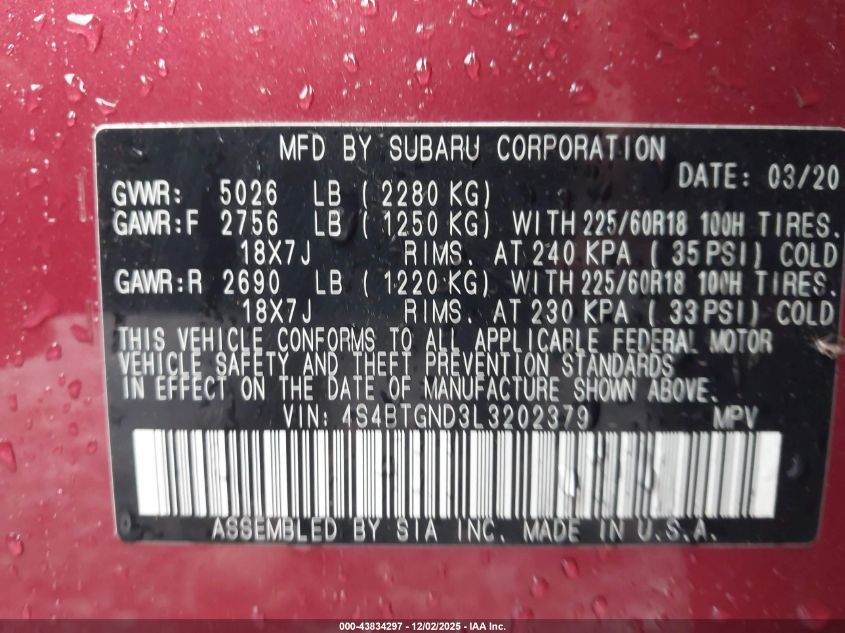 MFD BY SUBARU CORPORATION
DATE: 03/20
GVWR: 5026 LB ( 2280 KG)
GAWR:F 2756 LB ( 1250 KG) WITH 225/60R18 100H TIRES.
18X7J RIMS. AT 240 KPA ( 35 PSI) COLD
GAWR:R 2690 LB ( 1220 KG) WITH 225/60R18 100H TIRES.
18X7J RIMS. AT 230 KPA ( 33 PSI) COLD
THIS VEHICLE CONFORMS TO ALL APPLICABLE FEDERAL MOTOR
VEHICLE SAFETY AND THEFT PREVENTION STANDARDS
IN EFFECT ON THE DATE OF MANUFACTURE SHOWN ABOVE.
VIN: 4S4BTGND3L3202379 MPV
ASSEMBLED BY SIA INC. MADE IN U.S.A.
000-43834297 - 12/02/2025 - IAA Inc.